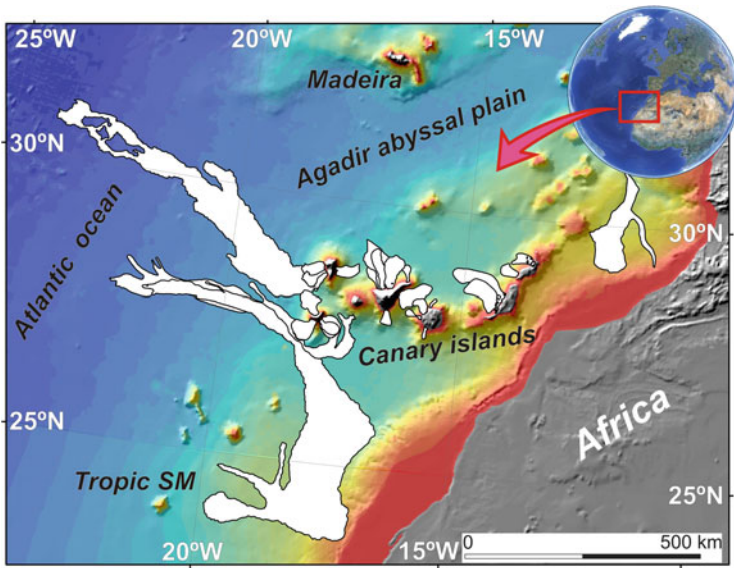 25ºW
20ºW
15ºW
Madeira
Agadir abyssal plain
30ºN
30ºN
Atlantic ocean
Canary islands
25ºN
Africa
Tropic SM
25ºN
0
500 km
20ºW
15ºW